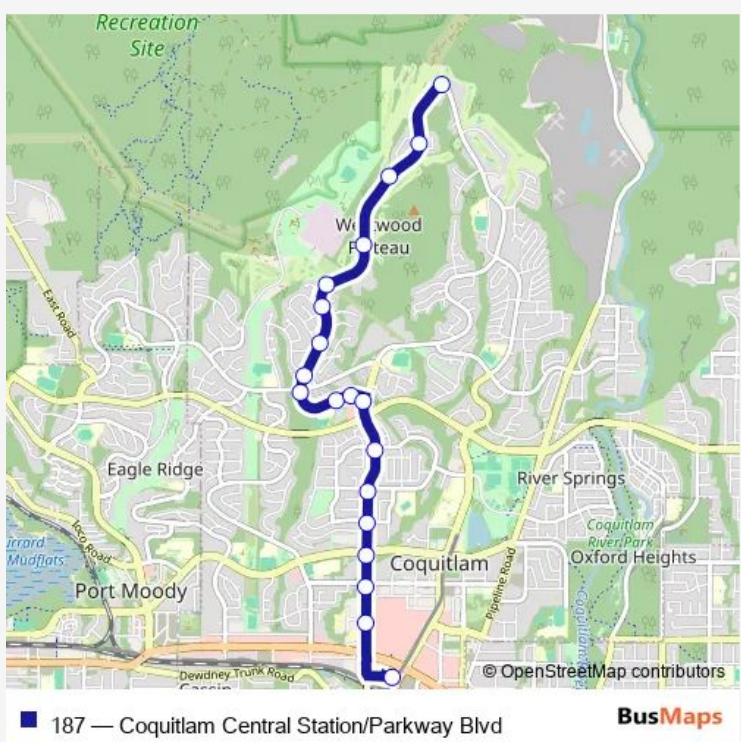 Recreation
Site
Westwood
Plateau
East Road
Eagle Ridge
River Springs
Coquitlam
River Park
Oxford Heights
Ioco Road
Mudflats
Coquitlam
Port Moody
Pipeline Road
© OpenStreetMap contributors
Dewdney Trunk Road
187 — Coquitlam Central Station/Parkway Blvd
BusMaps